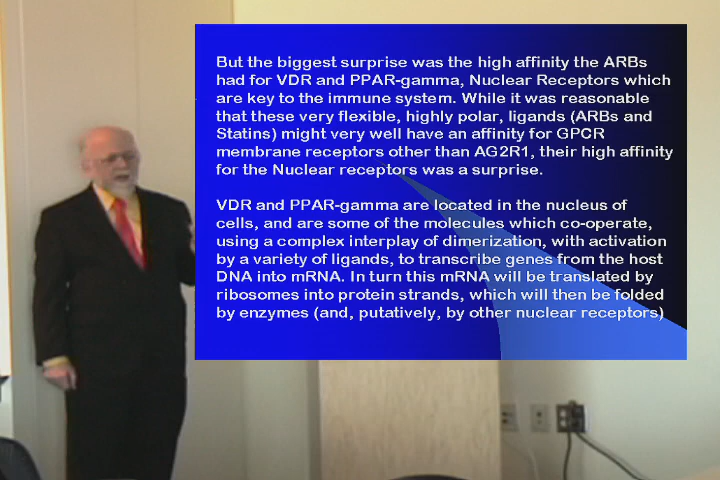 But the biggest surprise was the high affinity the ARBs
had for VDR and PPAR-gamma, Nuclear Receptors which
are key to the immune system. While it was reasonable
that these very flexible, highly polar, ligands (ARBs and
Statins) might very well have an affinity for GPCR
membrane receptors other than AG2R1, their high affinity
for the Nuclear receptors was a surprise.
VDR and PPAR-gamma are located in the nucleus of
cells, and are some of the molecules which co-operate,
using a complex interplay of dimerization, with activation
by a variety of ligands, to transcribe genes from the host
DNA into mRNA. In turn this mRNA will be translated by
ribosomes into protein strands, which will then be folded
by enzymes (and, putatively, by other nuclear receptors)